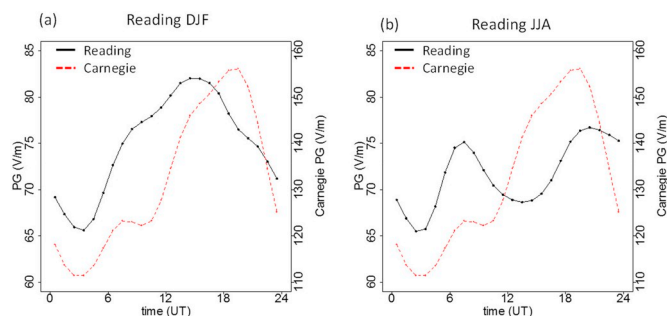 (a) Reading DJF
85
80
75
70
65
60
PG (V/m)
Reading
Carnegie
160
150
140
130
120
110
Carnegie PG (V/m)
0 6 12 18 24
time (UT)
(b) Reading JJA
85
80
75
70
65
60
PG (V/m)
Reading
Carnegie
160
150
140
130
120
110
Carnegie PG (V/m)
0 6 12 18 24
time (UT)